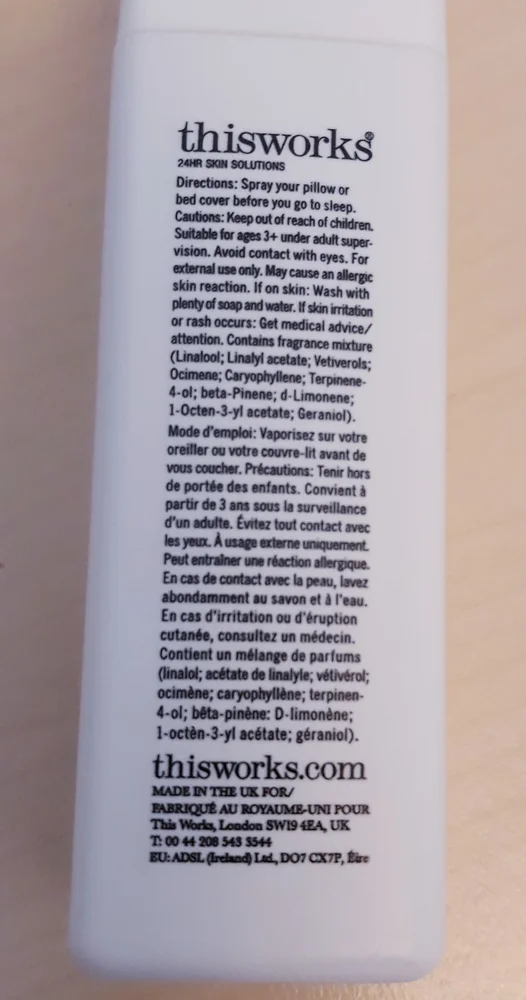 thisworks®
24HR SKIN SOLUTIONS
Directions: Spray your pillow or
bed cover before you go to sleep.
Cautions: Keep out of reach of children.
Suitable for ages 3+ under adult super-
vision. Avoid contact with eyes. For
external use only. May cause an allergic
skin reaction. If on skin: Wash with
plenty of soap and water. If skin irritation
or rash occurs: Get medical advice/
attention. Contains fragrance mixture
(Linalool; Linalyl acetate; Vetiverols;
Ocimene; Caryophyllene; Terpinene-
4-ol; beta-Pinene; d-Limonene;
1-Octen-3-yl acetate; Geraniol).
Mode d'emploi: Vaporisez sur votre
oreiller ou votre couvre-lit avant de
vous coucher. Précautions: Tenir hors
de portée des enfants. Convient à
partir de 3 ans sous la surveillance
d'un adulte. Évitez tout contact avec
les yeux. À usage externe uniquement.
Peut entraîner une réaction allergique.
En cas de contact avec la peau, lavez
abondamment au savon et à l'eau.
En cas d'irritation ou d'éruption
cutanée, consultez un médecin.
Contient un mélange de parfums
(linalol; acétate de linalyle; vétivérol;
ocimène; caryophyllène; terpinen-
4-ol; bêta-pinène: D-limonène;
1-octèn-3-yl acétate; géraniol).
thisworks.com
MADE IN THE UK FOR/
FABRIQUÉ AU ROYAUME-UNI POUR
This Works, London SW19 4EA, UK
T: 00 44 208 543 3544
EU: ADSL (Ireland) Ltd., DO7 CX7P, Éire